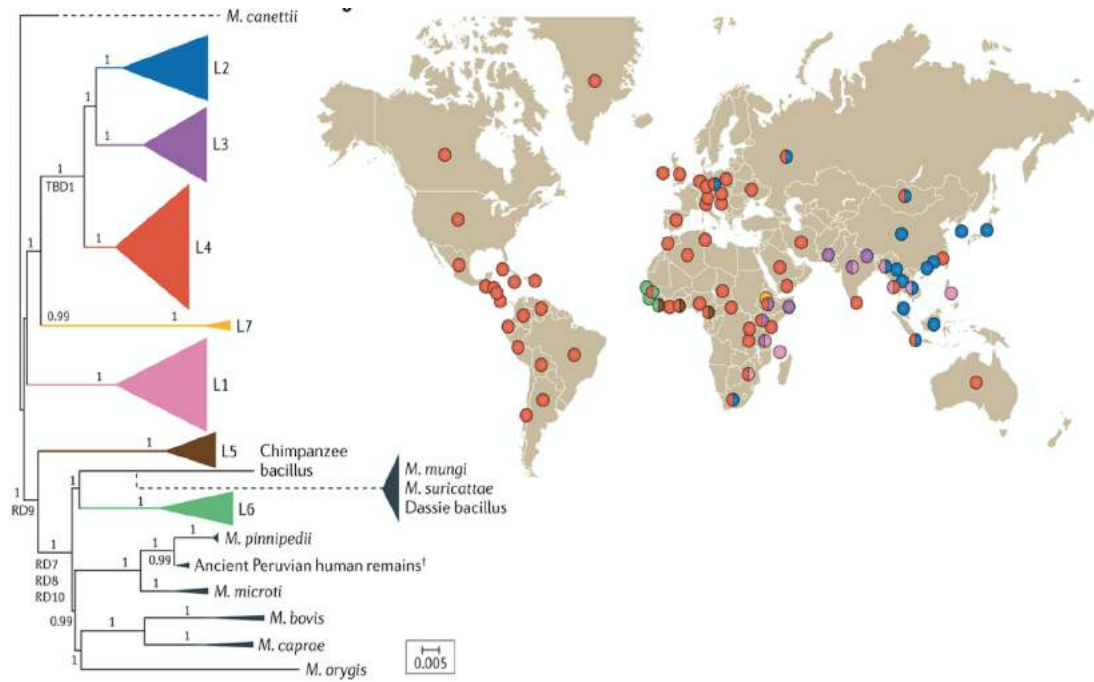 M. canettii
1
L2
1
1
L3
1
TBD1
1
L4
1
0.99
1
L7
1
L1
1
L5
Chimpanzee
bacillus
M. mungi
M. suricattae
Dassie bacillus
1
RD9
1
L6
1
M. pinnipedii
1
1
0.99
Ancient Peruvian human remains†
1
RD7
RD8
RD10
1
M. microti
0.99
1
1
M. bovis
1
M. caprae
1
M. orygis
0.005